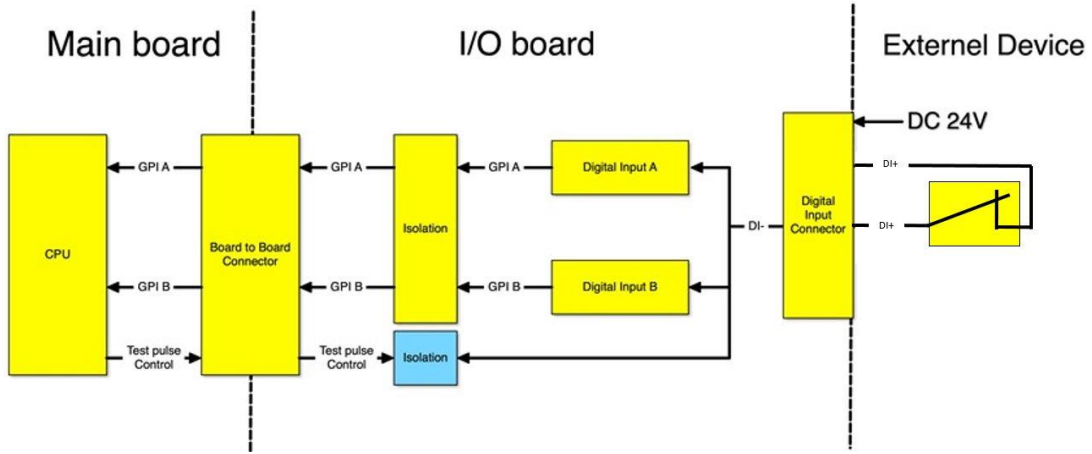 Main board
I/O board
Externel Device
DC 24V
GPI A
GPI A
GPI A
Digital Input A
DI+
CPU
Board to Board
Connector
Isolation
DI-
Digital
Input
Connector
DI+
GPI B
GPI B
GPI B
Digital Input B
Test pulse
Control
Test pulse
Control
Isolation